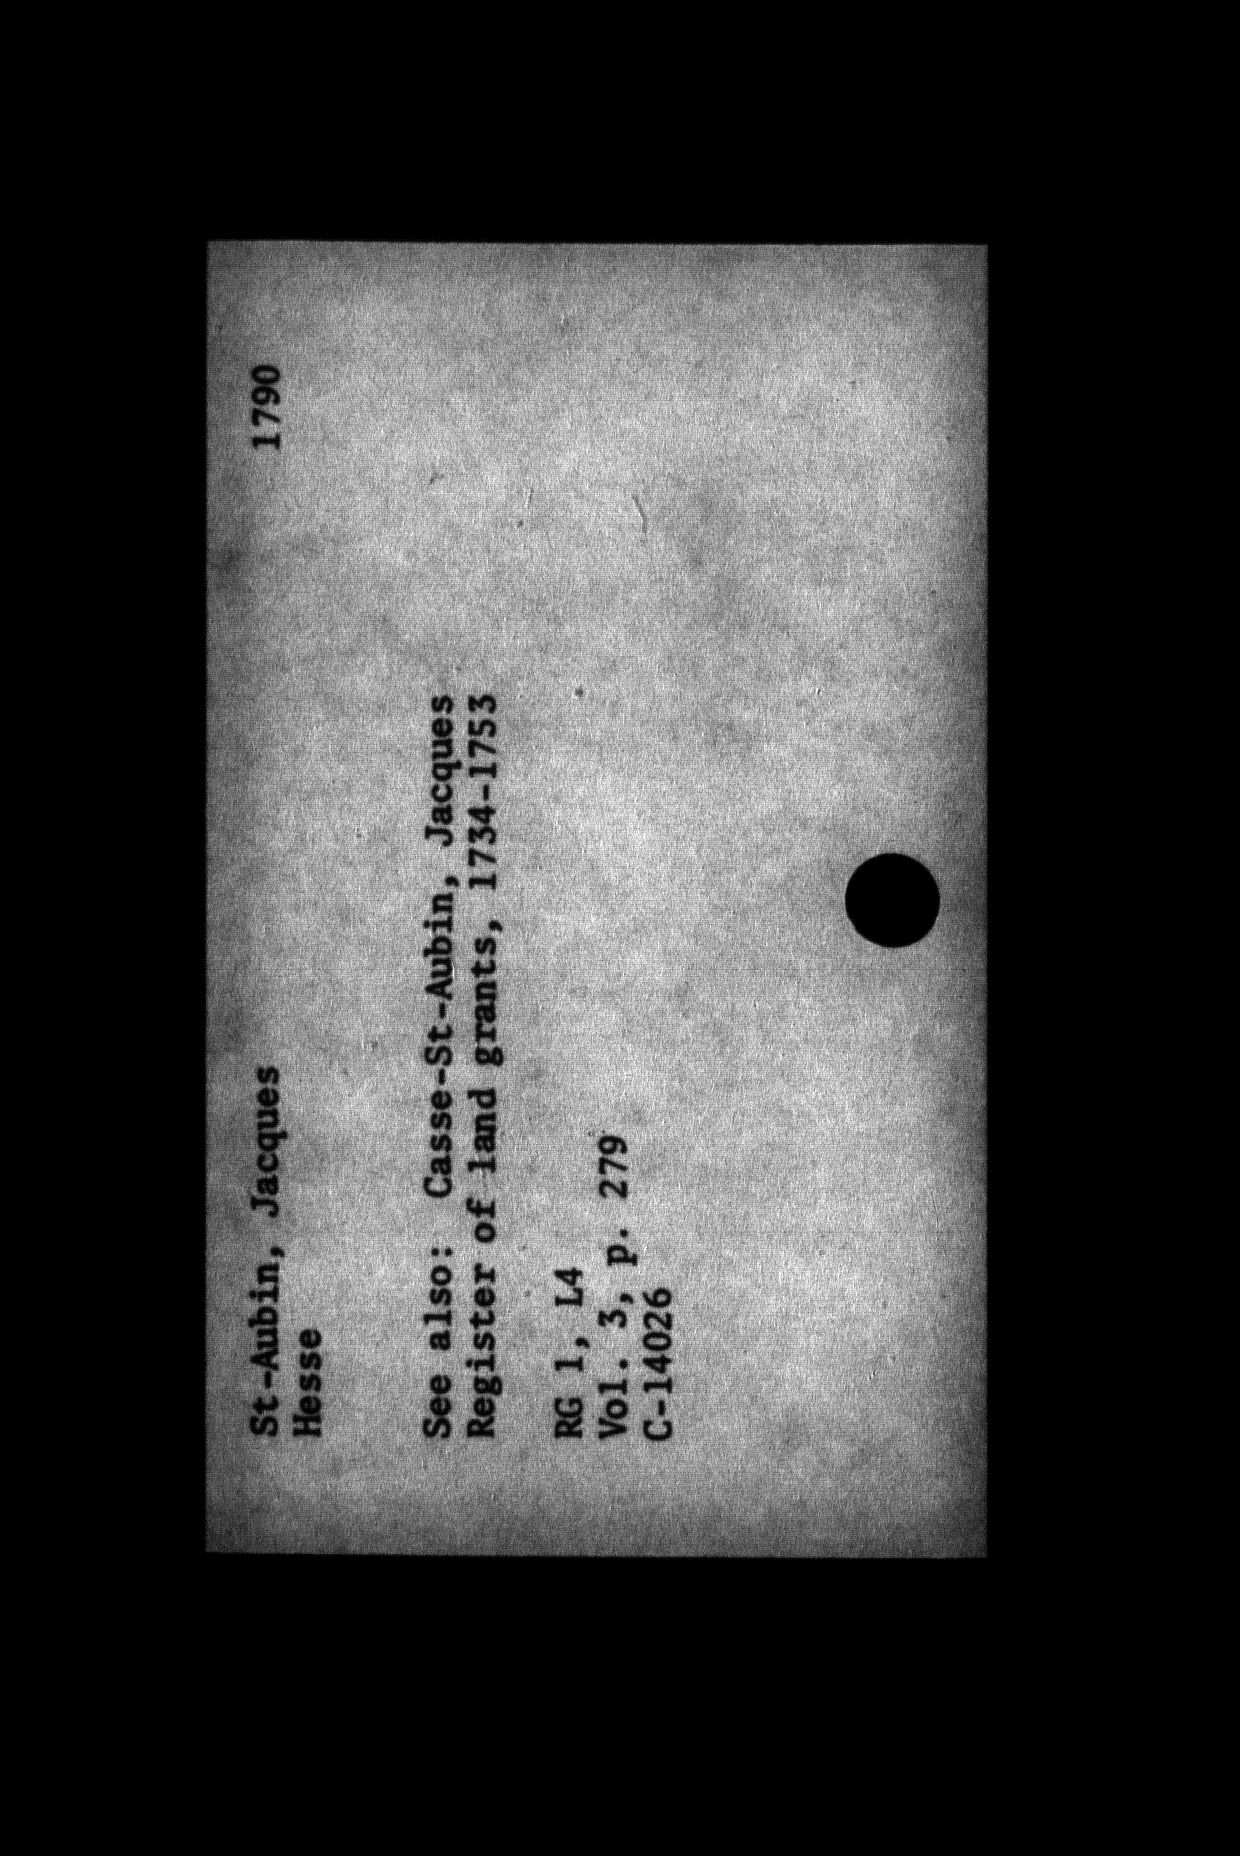 St-Aubin, Jacques 1790
Hesse
See also: Casse-St-Aubin, Jacques
Register of land grants, 1734-1753
RG 1, L4
Vol. 3, p. 279
C-14026